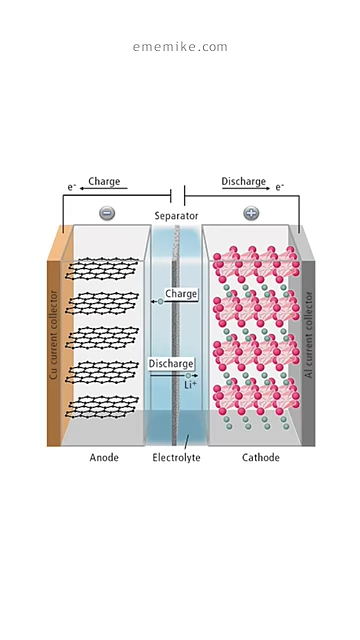 ememike.com
Charge
e⁻
Discharge
e⁻
−
+
Separator
Cu current collector
Charge
Discharge
Li⁺
Al current collector
Anode
Electrolyte
Cathode